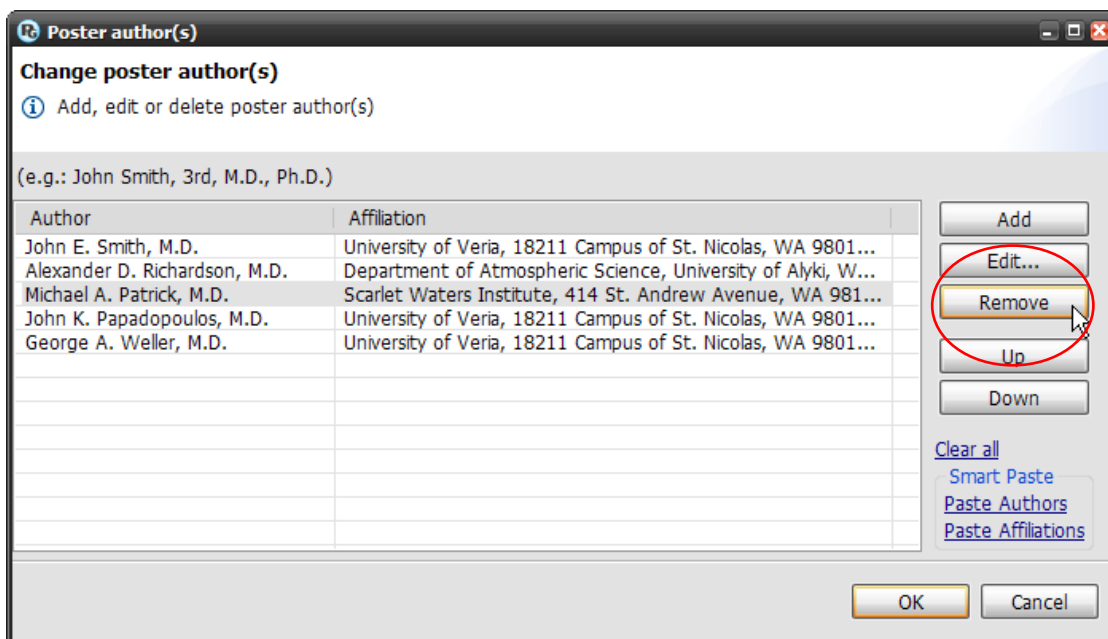 Poster author(s)
Change poster author(s)
Add, edit or delete poster author(s)
(e.g.: John Smith, 3rd, M.D., Ph.D.)
Author Affiliation
John E. Smith, M.D. University of Veria, 18211 Campus of St. Nicolas, WA 9801...
Alexander D. Richardson, M.D. Department of Atmospheric Science, University of Alyki, W...
Michael A. Patrick, M.D. Scarlet Waters Institute, 414 St. Andrew Avenue, WA 981...
John K. Papadopoulos, M.D. University of Veria, 18211 Campus of St. Nicolas, WA 9801...
George A. Weller, M.D. University of Veria, 18211 Campus of St. Nicolas, WA 9801...
Add
Edit...
Remove
Up
Down
Clear all
Smart Paste
Paste Authors
Paste Affiliations
OK Cancel